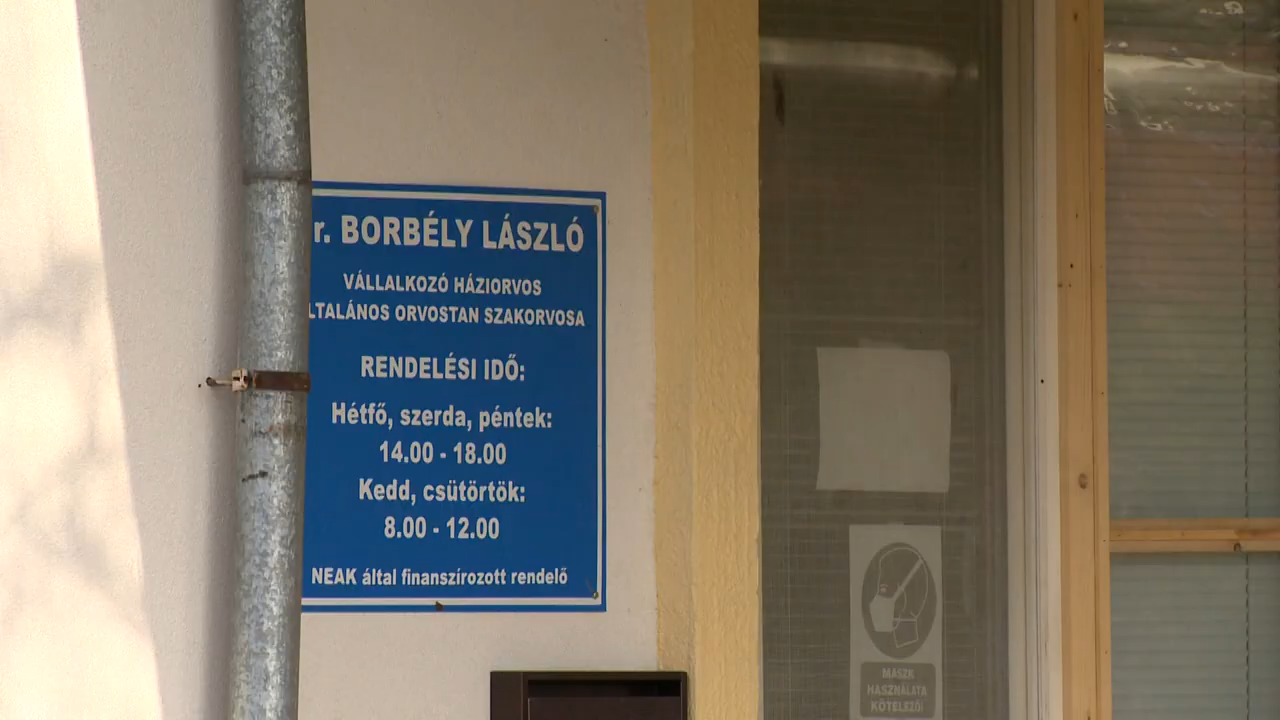 r. BORBÉLY LÁSZLÓ
VÁLLALKOZÓ HÁZIORVOS
LTALÁNOS ORVOSTAN SZAKORVOSA
RENDELÉSI IDŐ:
Hétfő, szerda, péntek:
14.00 - 18.00
Kedd, csütörtök:
8.00 - 12.00
NEAK által finanszírozott rendelő
MASZK
HASZNÁLATA
KÖTELEZŐ!